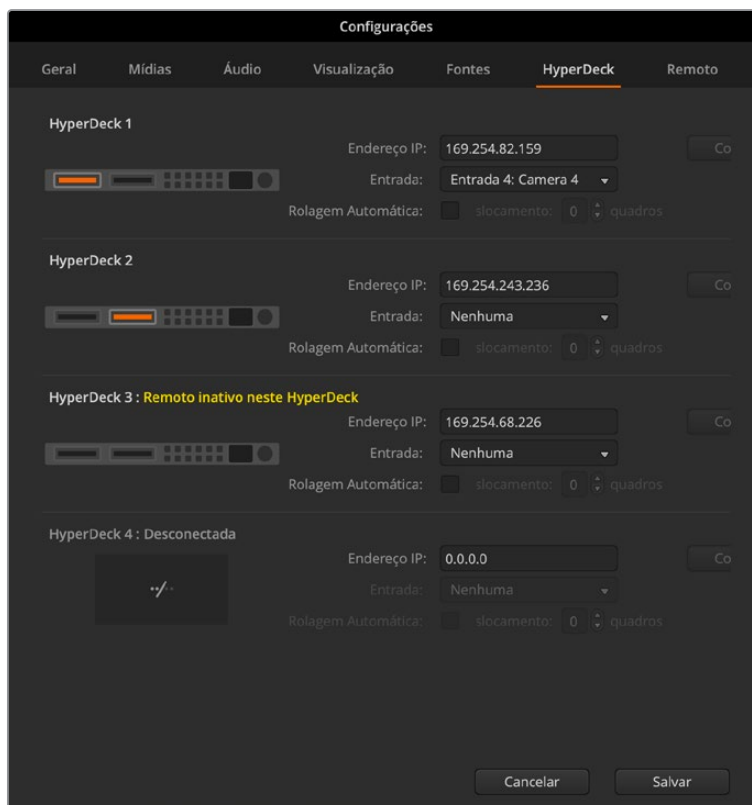 Configurações
Geral Mídias Áudio Visualização Fontes HyperDeck Remoto
HyperDeck 1
Endereço IP: 169.254.82.159 Co
Entrada: Entrada 4: Camera 4
Rolagem Automática: slocamento: 0 quadros
HyperDeck 2
Endereço IP: 169.254.243.236 Co
Entrada: Nenhuma
Rolagem Automática: slocamento: 0 quadros
HyperDeck 3 : Remoto inativo neste HyperDeck
Endereço IP: 169.254.68.226 Co
Entrada: Nenhuma
Rolagem Automática: slocamento: 0 quadros
HyperDeck 4 : Desconectada
Endereço IP: 0.0.0.0 Co
Entrada: Nenhuma
Rolagem Automática: slocamento: 0 quadros
Cancelar Salvar